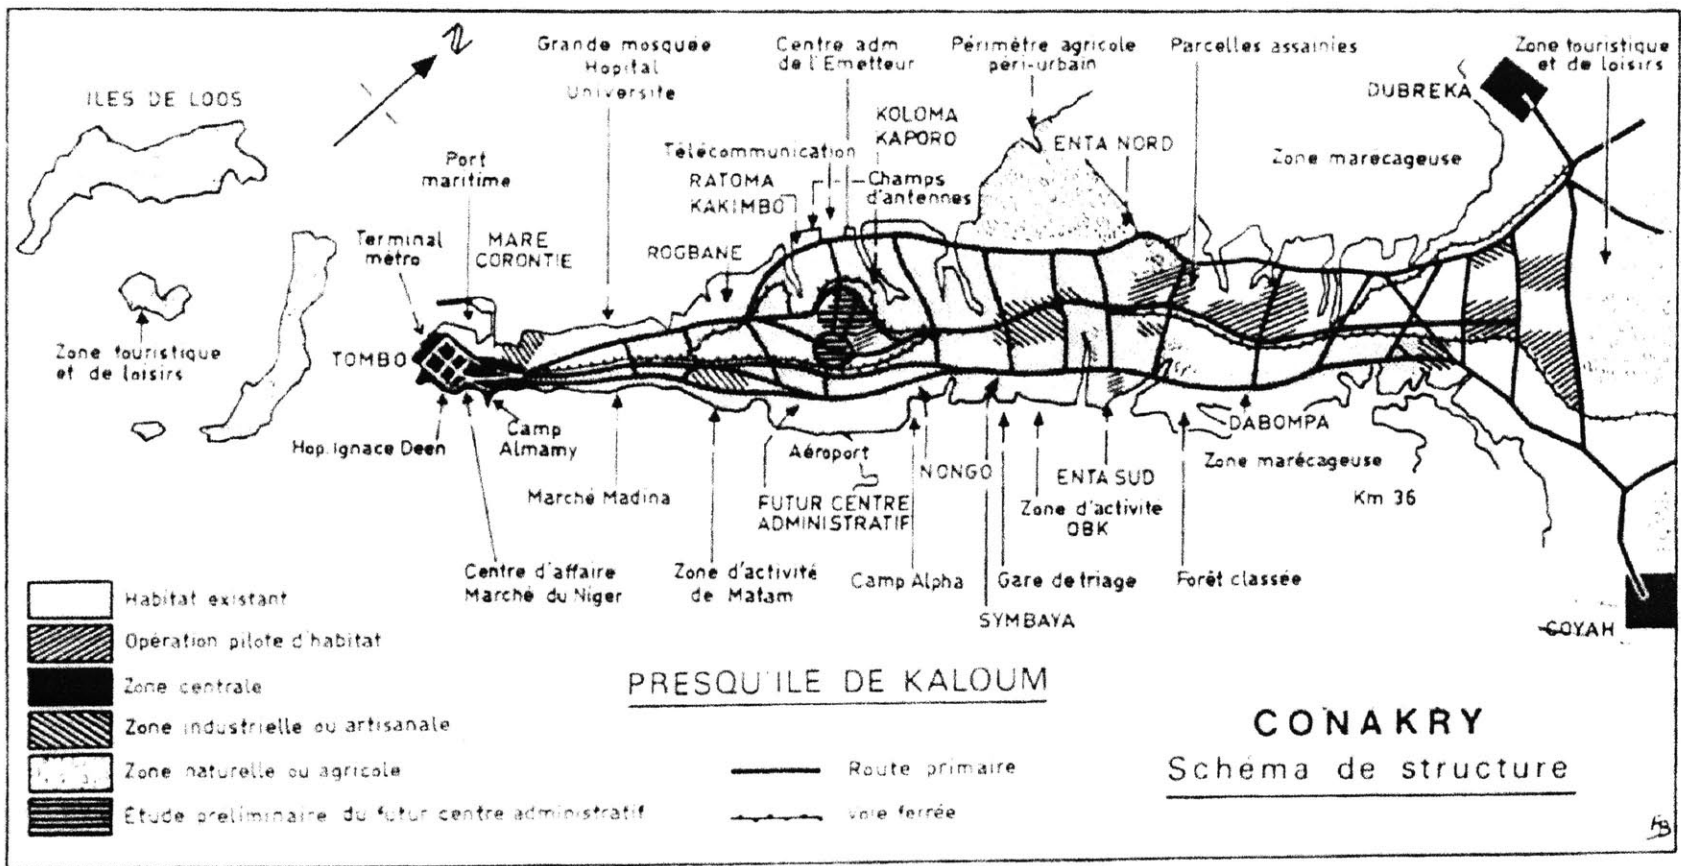 N
ILES DE LOOS
Port
maritime
Terminal
métro
MARE
CORONTIE
Grande mosquée
Hopital
Université
Centre adm
de l'Emetteur
Périmètre agricole
péri-urbain
Parcelles assainies
Zone touristique
et de loisirs
DUBREKA
KOLOMA
KAPORO
Télécommunication
RATOMA
KAKIMBO
Champs
d'antennes
ENTA NORD
Zone marécageuse
ROGBANE
Zone touristique
et de loisirs
TOMBO
Hop. Ignace Deen
Camp
Almamy
Marché Madina
Aéroport
FUTUR CENTRE
ADMINISTRATIF
NONGO
ENTA SUD
Zone d'activité
OBK
DABOMPA
Zone marécageuse
Km 36
Centre d'affaire
Marché du Niger
Zone d'activité
de Matam
Camp Alpha
Gare de triage
Forêt classée
SYMBAYA
COYAH
Habitat existant
Opération pilote d'habitat
Zone centrale
Zone industrielle ou artisanale
Zone naturelle ou agricole
Etude preliminaire du futur centre administratif
PRESQU'ILE DE KALOUM
Route primaire
voie ferrée
CONAKRY
Schéma de structure
FB